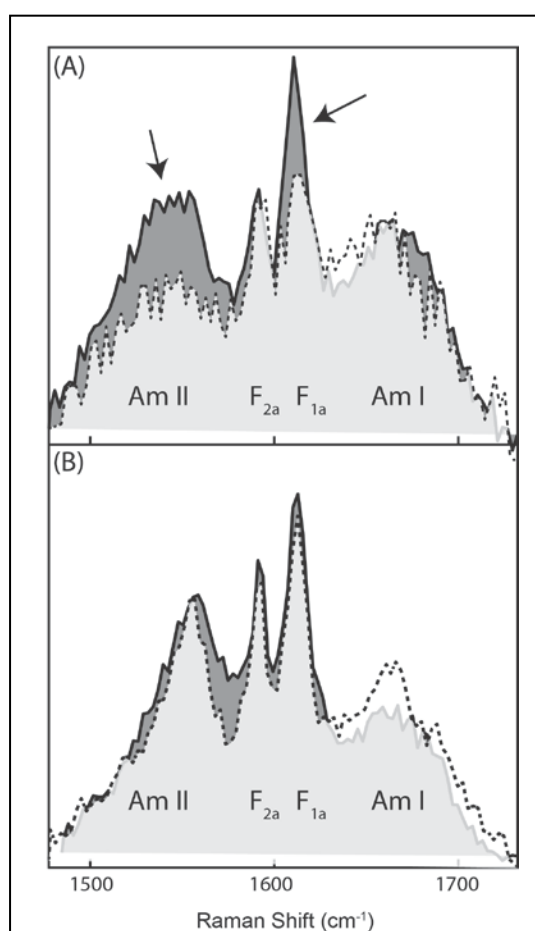 (A)
Am II F2a F1a Am I
(B)
Am II F2a F1a Am I
1500 1600 1700
Raman Shift (cm-1)